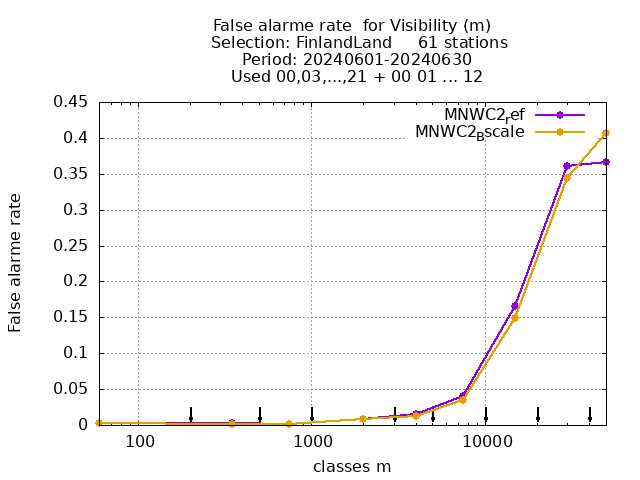 False alarme rate  for Visibility (m)
Selection: FinlandLand     61 stations
Period: 20240601-20240630
Used 00,03,...,21 + 00 01 ... 12
MNWC2ref
MNWC2Bscale
0.45
0.4
0.35
0.3
0.25
0.2
0.15
0.1
0.05
0
False alarme rate
100
1000
10000
classes m